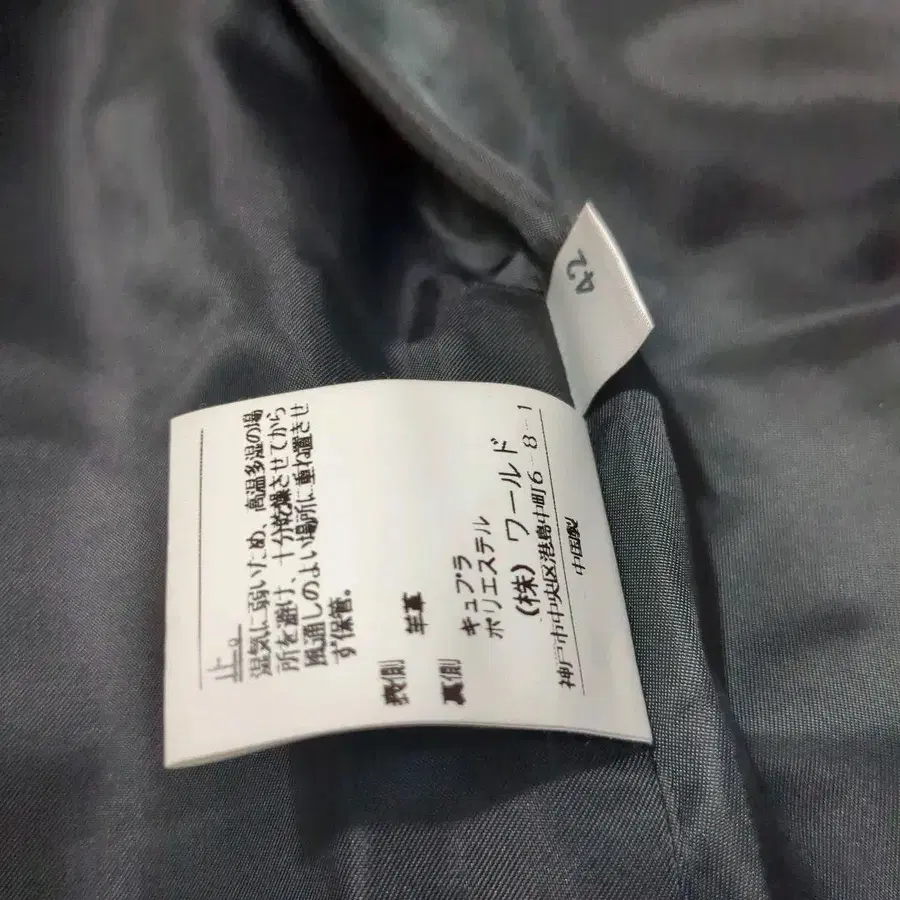 止。
湿気に弱いため、高温多湿の場
所を避け、十分乾燥させてから
風通しのよい場所に重ね置きせ
ず保管。
表側 羊革
裏側 キュプラ
ポリエステル
(株)ワールド
神戸市中央区港島中町6-8-1
中国製
42